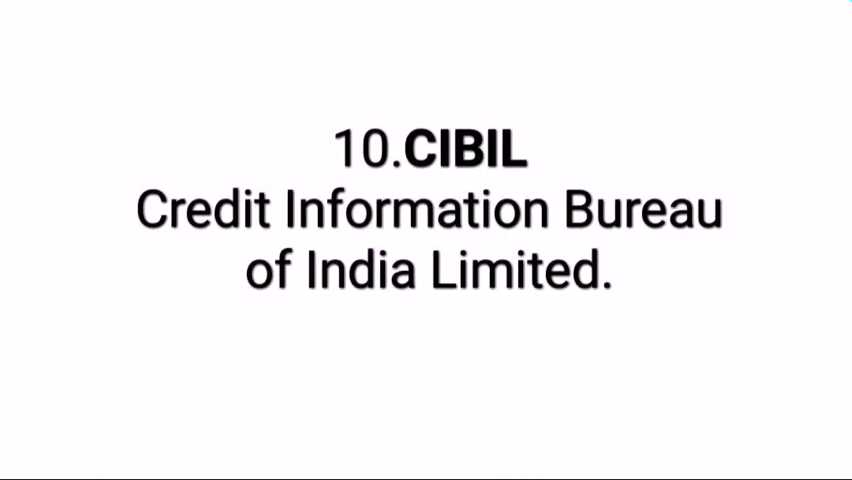 10.CIBIL
Credit Information Bureau
of India Limited.